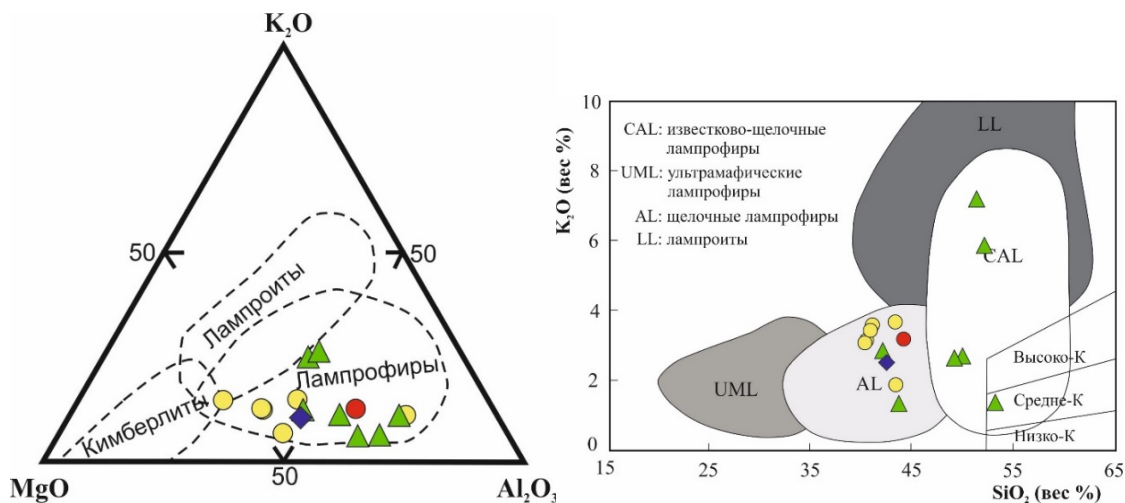 K₂O
50
50
Лампроиты
Лампрофиры
Кимберлиты
MgO
50
Al₂O₃
K₂O (вес %)
10
8
6
4
2
0
CAL: известково-щелочные
лампрофиры
UML: ультрамафические
лампрофиры
AL: щелочные лампрофиры
LL: лампроиты
LL
CAL
UML
AL
Высоко-К
Средне-К
Низко-К
15
25
35
45
55
65
SiO₂ (вес %)